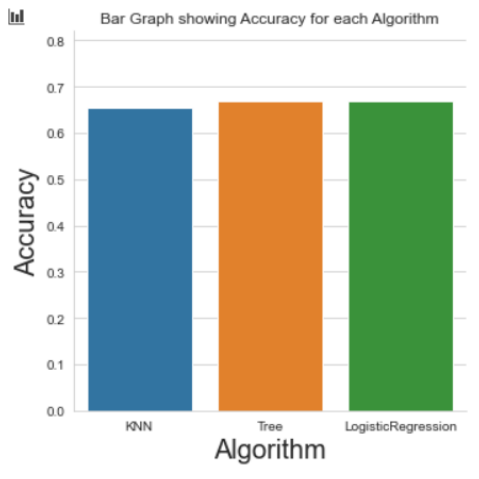 Bar Graph showing Accuracy for each Algorithm
0.8
0.7
0.6
0.5
0.4
0.3
0.2
0.1
0.0
Accuracy
KNN Tree LogisticRegression
Algorithm